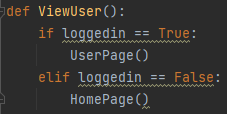 def ViewUser():
    if loggedin == True:
        UserPage()
    elif loggedin == False:
        HomePage()